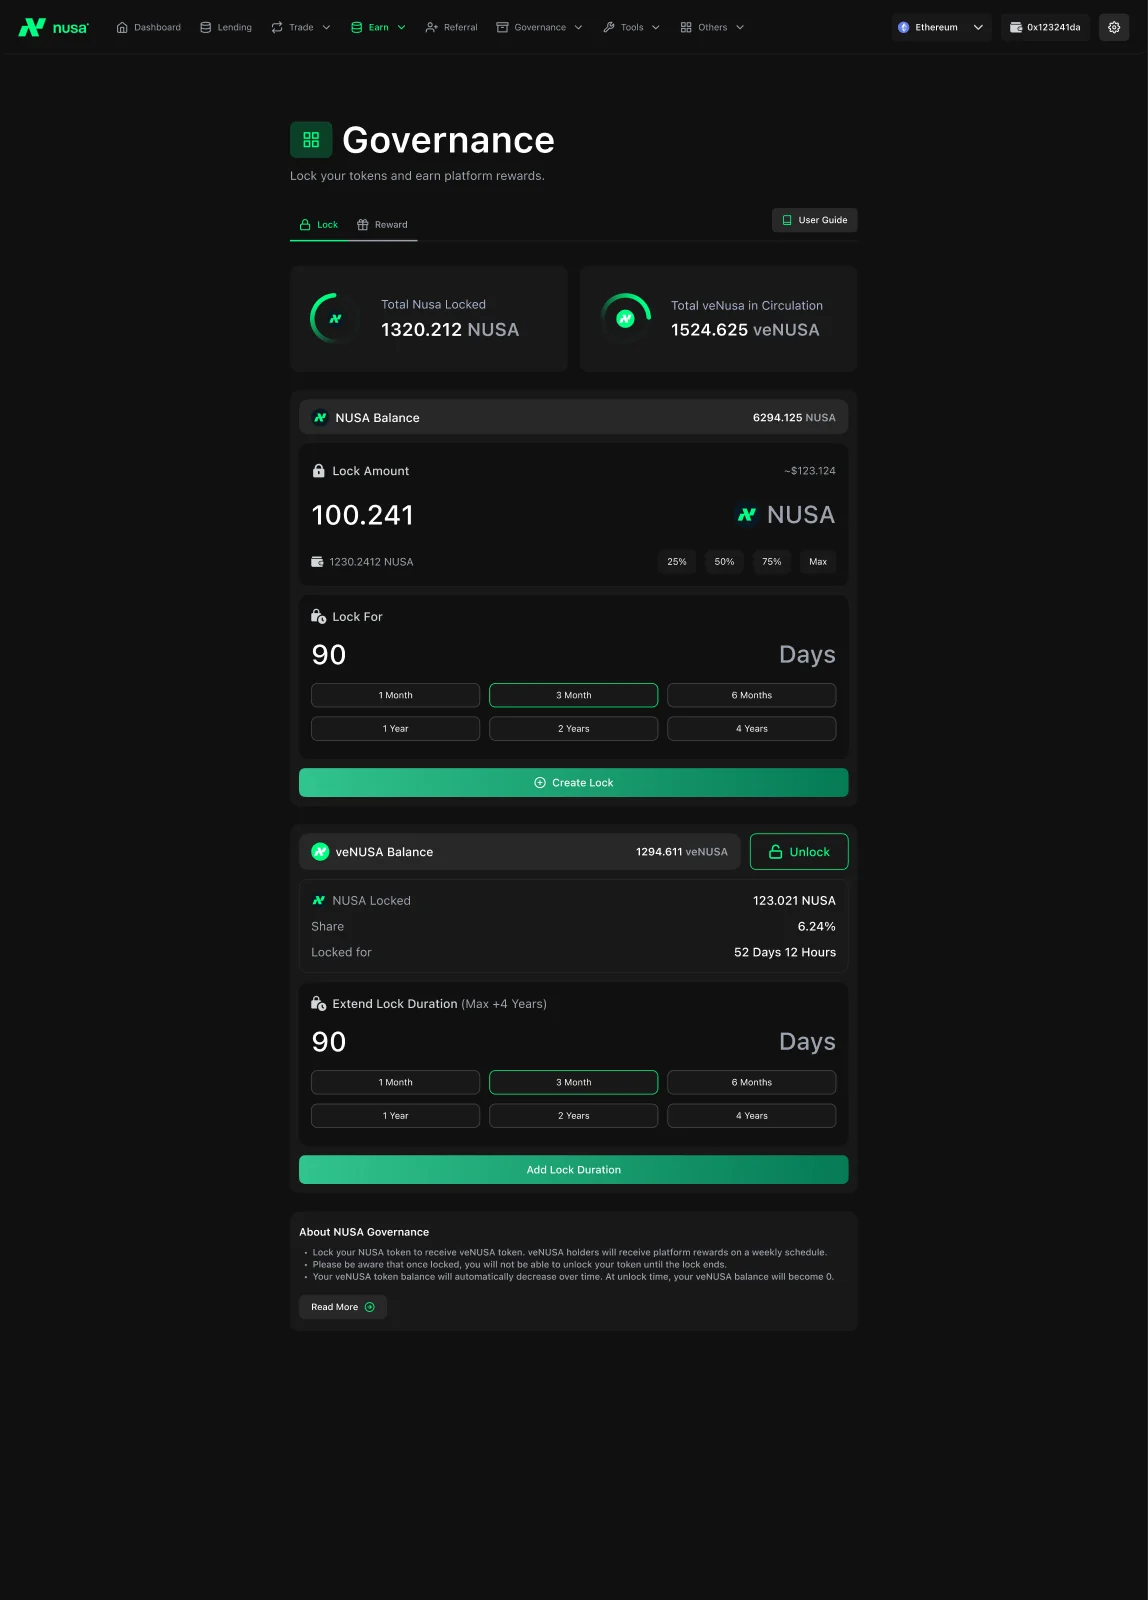 nusa
Dashboard
Lending
Trade
Earn
Referral
Governance
Tools
Others
Ethereum
0x123241da
Governance
Lock your tokens and earn platform rewards.
Lock
Reward
User Guide
Total Nusa Locked
1320.212 NUSA
Total veNusa in Circulation
1524.625 veNUSA
NUSA Balance
6294.125 NUSA
Lock Amount
~$123.124
100.241
NUSA
1230.2412 NUSA
25%
50%
75%
Max
Lock For
90
Days
1 Month
3 Month
6 Months
1 Year
2 Years
4 Years
Create Lock
veNUSA Balance
1294.611 veNUSA
Unlock
NUSA Locked
123.021 NUSA
Share
6.24%
Locked for
52 Days 12 Hours
Extend Lock Duration (Max +4 Years)
90
Days
1 Month
3 Month
6 Months
1 Year
2 Years
4 Years
Add Lock Duration
About NUSA Governance
• Lock your NUSA token to receive veNUSA token. veNUSA holders will receive platform rewards on a weekly schedule.
• Please be aware that once locked, you will not be able to unlock your token until the lock ends.
• Your veNUSA token balance will automatically decrease over time. At unlock time, your veNUSA balance will become 0.
Read More